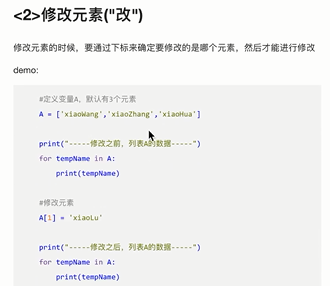 <2>修改元素("改")
修改元素的时候，要通过下标来确定要修改的是哪个元素，然后才能进行修改
demo:
#定义变量A，默认有3个元素
A = ['xiaoWang','xiaoZhang','xiaoHua']
print("-----修改之前，列表A的数据-----")
for tempName in A:
    print(tempName)
#修改元素
A[1] = 'xiaoLu'
print("-----修改之后，列表A的数据-----")
for tempName in A:
    print(tempName)